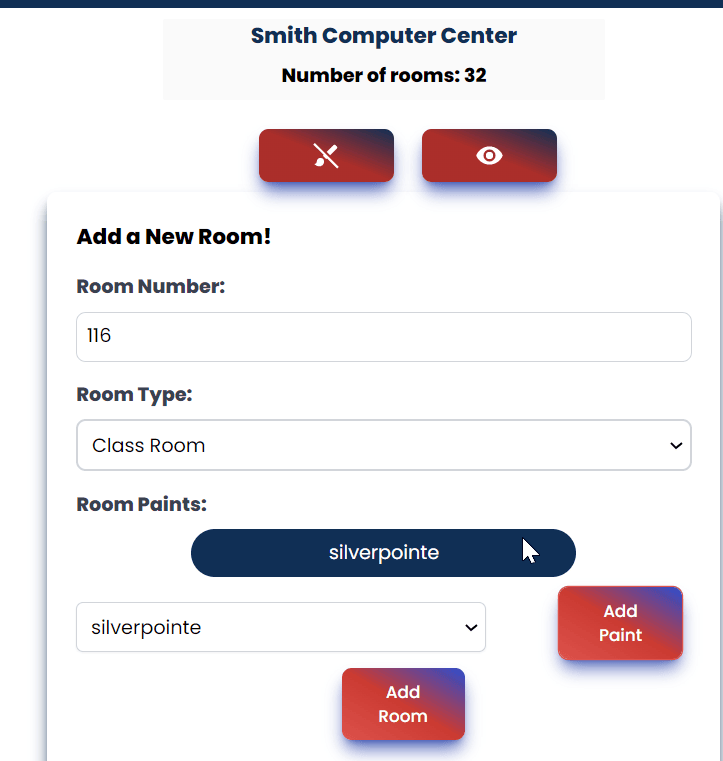 Smith Computer Center
Number of rooms: 32
Add a New Room!
Room Number:
116
Room Type:
Class Room
Room Paints:
silverpointe
silverpointe
Add
Paint
Add
Room